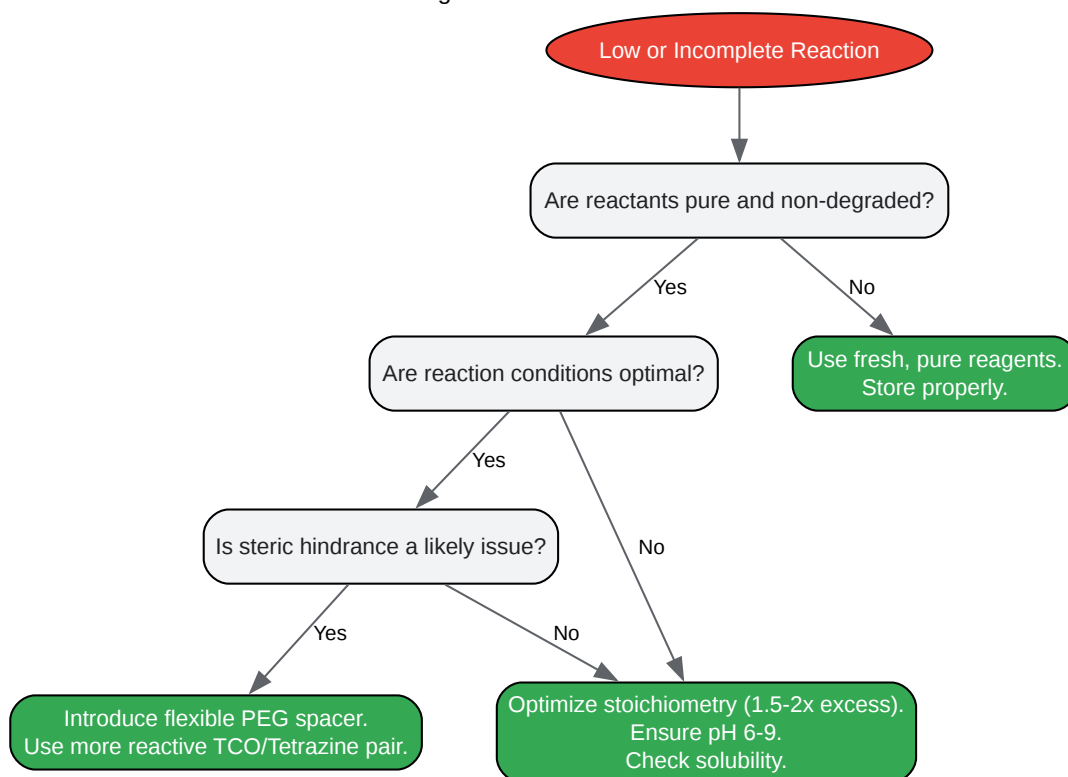 Low or Incomplete Reaction
Are reactants pure and non-degraded?
Yes
No
Are reaction conditions optimal?
Use fresh, pure reagents.
Store properly.
Yes
Is steric hindrance a likely issue?
No
Yes
No
Introduce flexible PEG spacer.
Use more reactive TCO/Tetrazine pair.
Optimize stoichiometry (1.5-2x excess).
Ensure pH 6-9.
Check solubility.